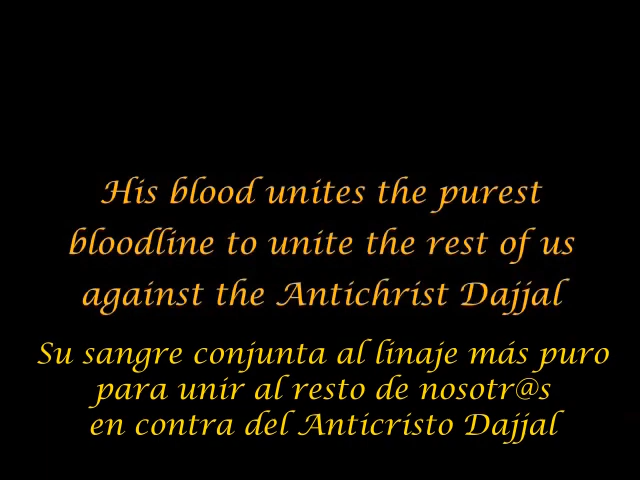 His blood unites the purest
bloodline to unite the rest of us
against the Antichrist Dajjal
Su sangre conjunta al linaje más puro
para unir al resto de nosotr@s
en contra del Anticristo Dajjal